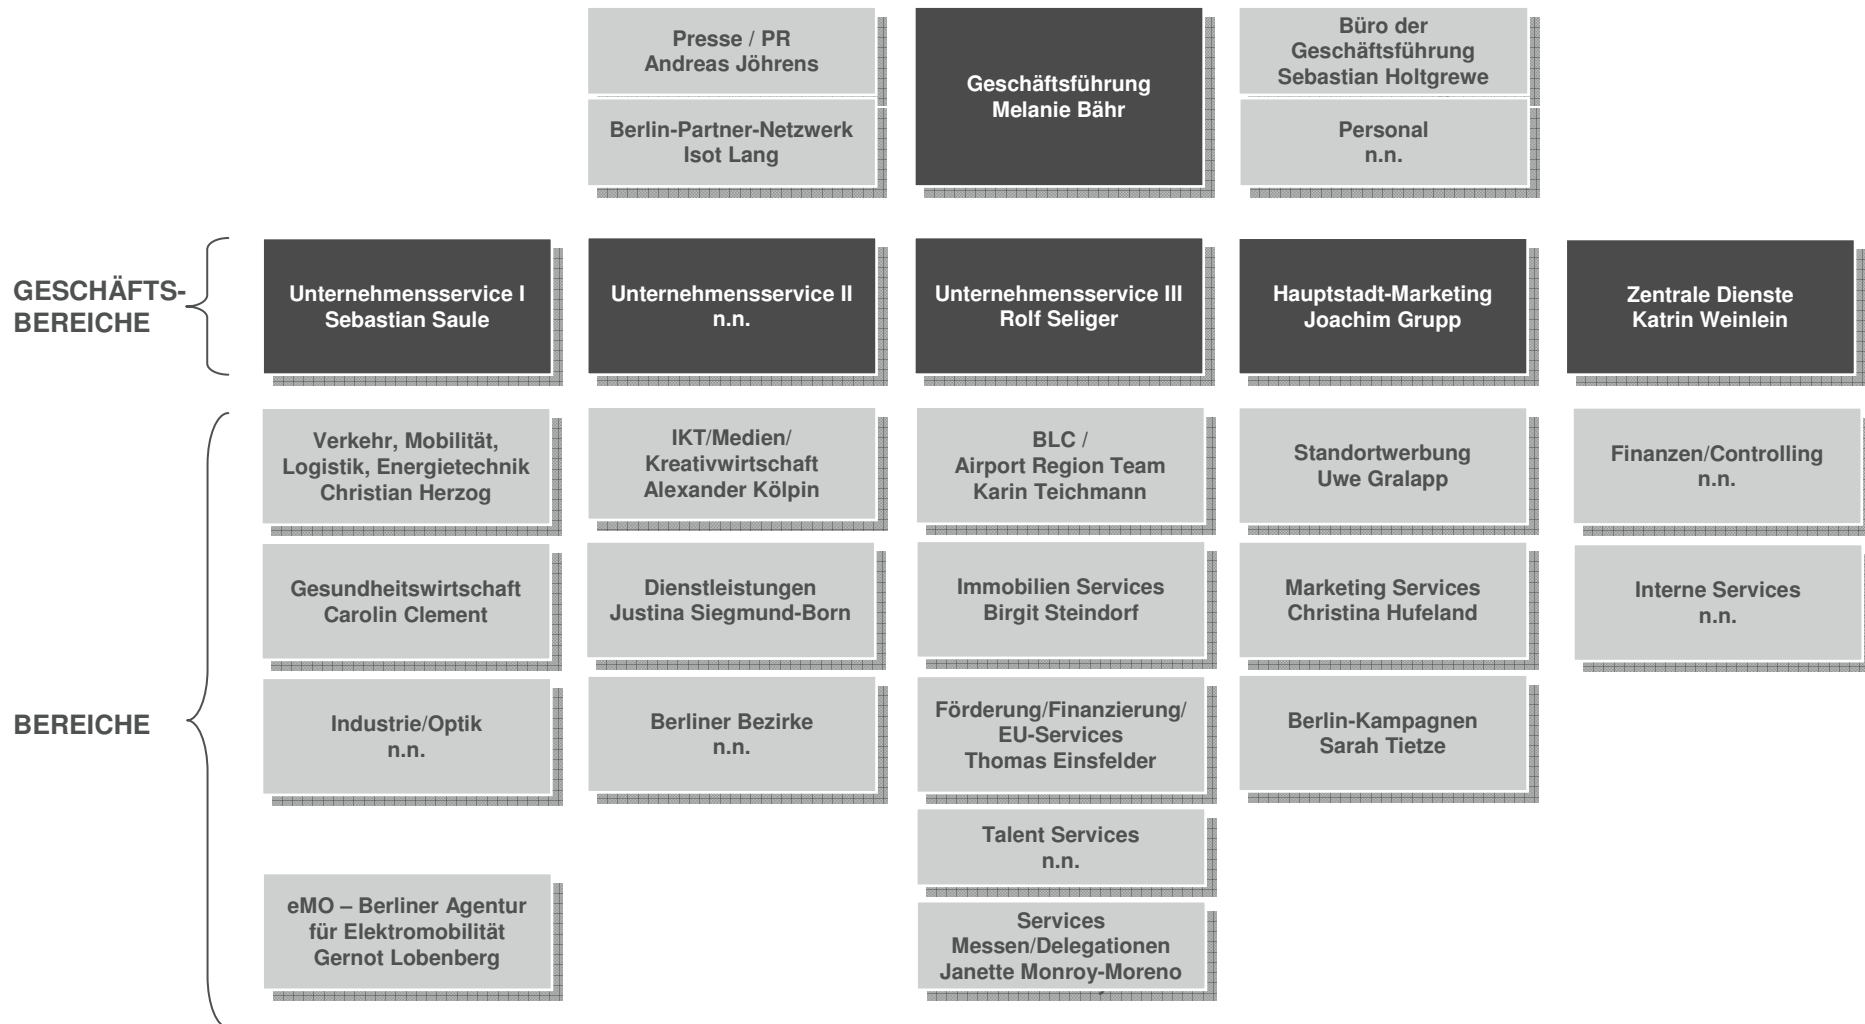 Presse / PR
Andreas Jöhrens
Berlin-Partner-Netzwerk
Isot Lang
Geschäftsführung
Melanie Bähr
Büro der
Geschäftsführung
Sebastian Holtgrewe
Personal
n.n.
GESCHÄFTS-
BEREICHE
Unternehmensservice I
Sebastian Saule
Unternehmensservice II
n.n.
Unternehmensservice III
Rolf Seliger
Hauptstadt-Marketing
Joachim Grupp
Zentrale Dienste
Katrin Weinlein
BEREICHE
Verkehr, Mobilität,
Logistik, Energietechnik
Christian Herzog
Gesundheitswirtschaft
Carolin Clement
Industrie/Optik
n.n.
eMO – Berliner Agentur
für Elektromobilität
Gernot Lobenberg
IKT/Medien/
Kreativwirtschaft
Alexander Kölpin
Dienstleistungen
Justina Siegmund-Born
Berliner Bezirke
n.n.
BLC /
Airport Region Team
Karin Teichmann
Immobilien Services
Birgit Steindorf
Förderung/Finanzierung/
EU-Services
Thomas Einsfelder
Talent Services
n.n.
Services
Messen/Delegationen
Janette Monroy-Moreno
Standortwerbung
Uwe Gralapp
Marketing Services
Christina Hufeland
Berlin-Kampagnen
Sarah Tietze
Finanzen/Controlling
n.n.
Interne Services
n.n.